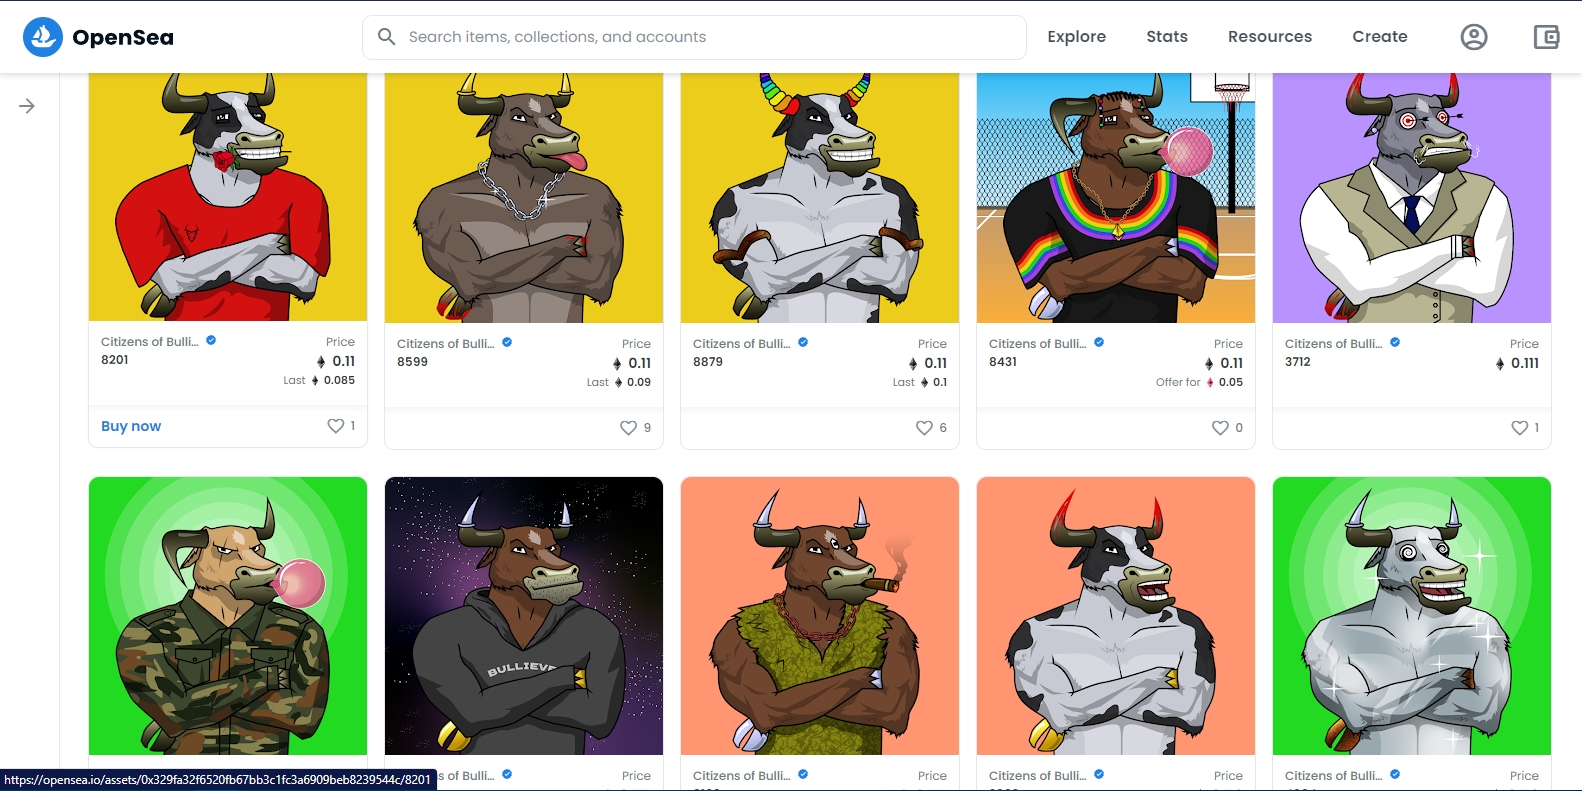 OpenSea
Search items, collections, and accounts
Explore
Stats
Resources
Create
Citizens of Bulli...
Price
8201
0.11
Last 0.085
Buy now
1
Citizens of Bulli...
Price
8599
0.11
Last 0.09
9
Citizens of Bulli...
Price
8879
0.11
Last 0.1
6
Citizens of Bulli...
Price
8431
0.11
Offer for 0.05
0
Citizens of Bulli...
Price
3712
0.111
1
BULLIEVE
https://opensea.io/assets/0x329fa32f6520fb67bb3c1fc3a6909beb8239544c/8201
s of Bulli...
Price
Citizens of Bulli...
Price
Citizens of Bulli...
Price
Citizens of Bulli...
Price